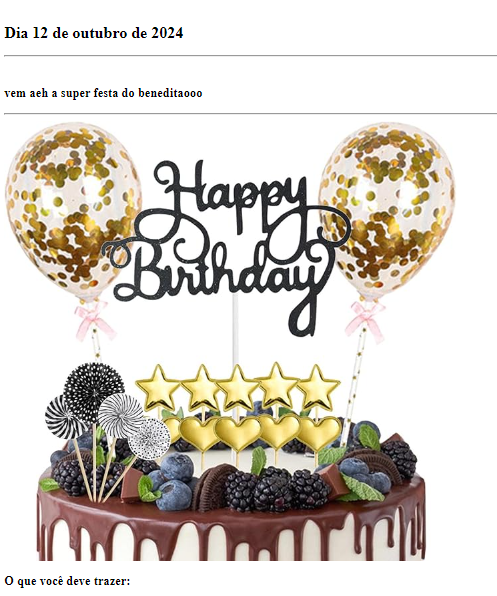 Dia 12 de outubro de 2024
vem aeh a super festa do beneditaooo
Happy
Birthday
O que você deve trazer: